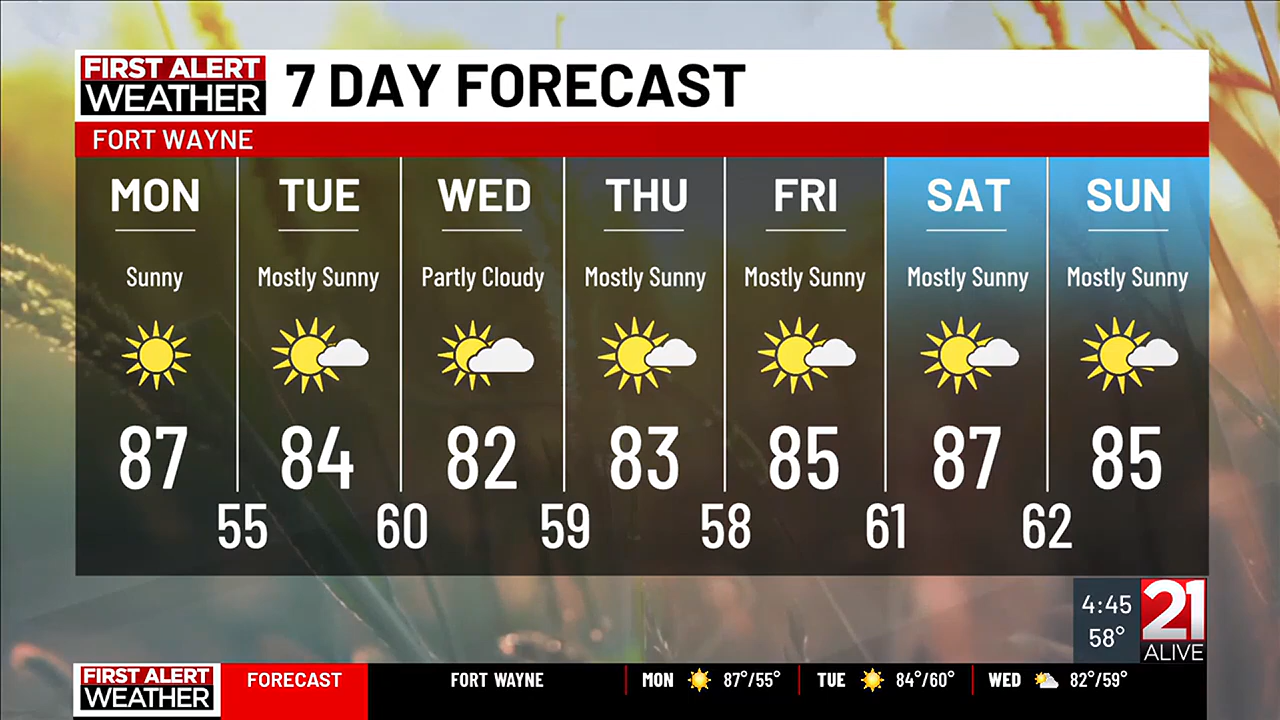 FIRST ALERT
WEATHER
7 DAY FORECAST
FORT WAYNE
MON TUE WED THU FRI SAT SUN
Sunny Mostly Sunny Partly Cloudy Mostly Sunny Mostly Sunny Mostly Sunny Mostly Sunny
87 84 82 83 85 87 85
55 60 59 58 61 62
4:45
58°
21
ALIVE
FIRST ALERT
WEATHER
FORECAST FORT WAYNE MON 87°/55° TUE 84°/60° WED 82°/59°